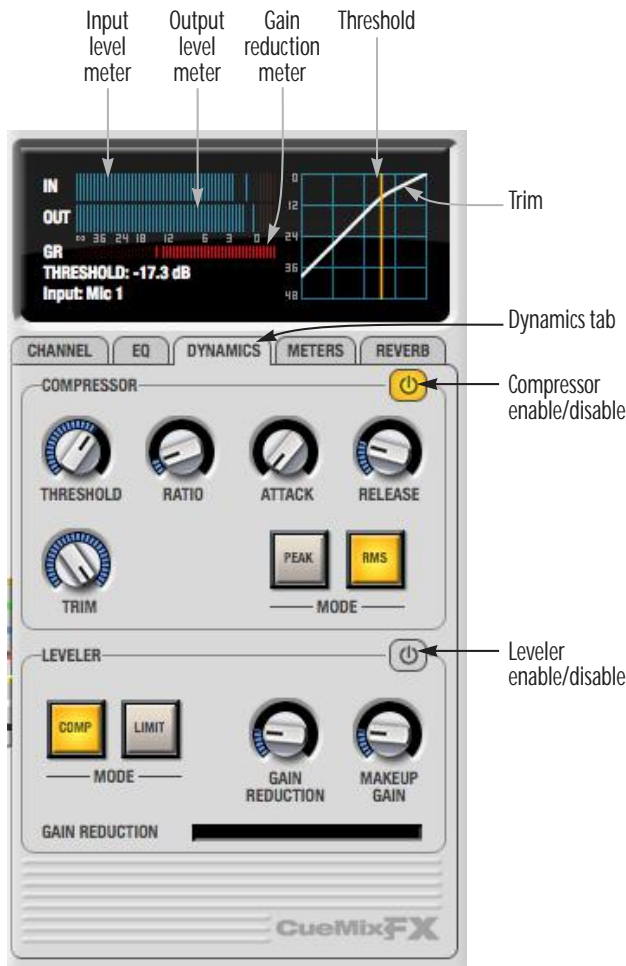 Input level meter
Output level meter
Gain reduction meter
Threshold
IN
OUT
∞ 36 24 18 12 6 3 0
GR
THRESHOLD: -17.3 dB
Input: Mic 1
0
12
24
36
48
Trim
Dynamics tab
CHANNEL EQ DYNAMICS METERS REVERB
COMPRESSOR
Compressor
enable/disable
THRESHOLD RATIO ATTACK RELEASE
TRIM
PEAK RMS
MODE
LEVELER
Leveler
enable/disable
COMP LIMIT
MODE
GAIN REDUCTION
MAKEUP GAIN
GAIN REDUCTION
CueMix FX